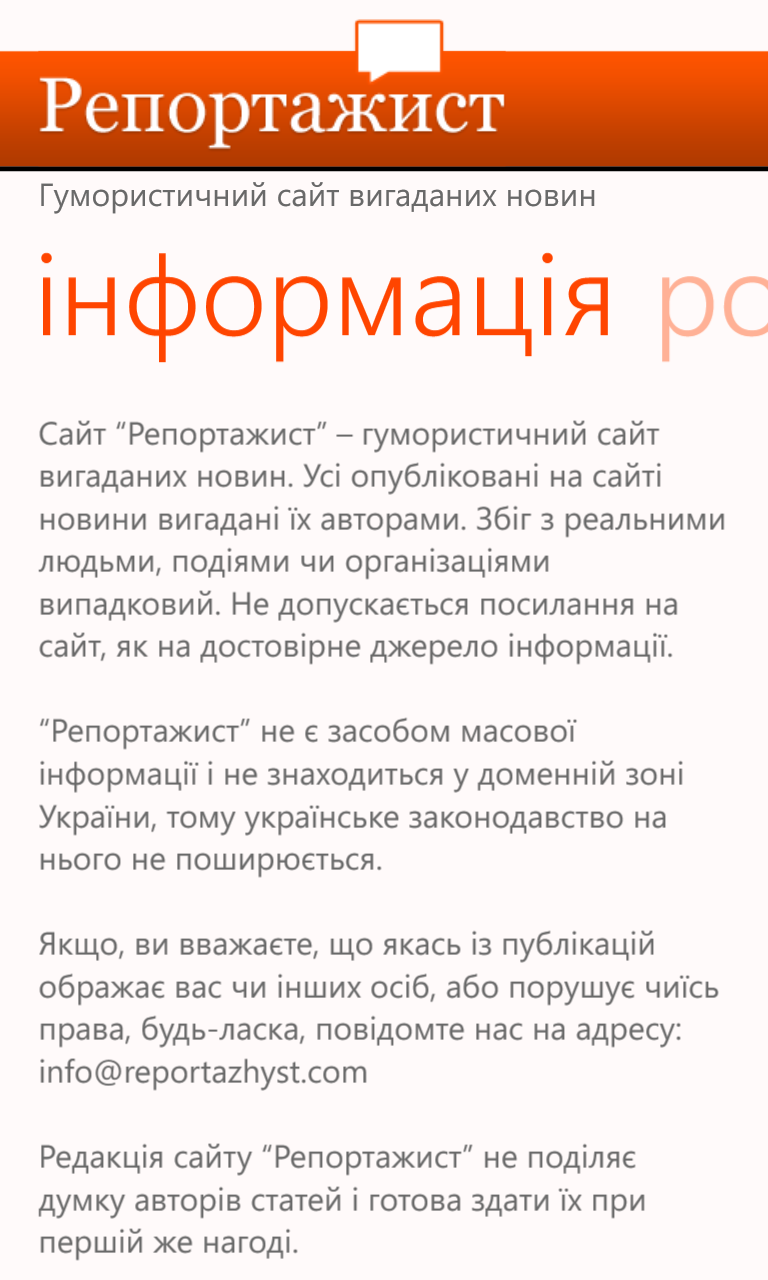 Репортажист
Гумористичний сайт вигаданих новин
інформація ро
Сайт “Репортажист” – гумористичний сайт
вигаданих новин. Усі опубліковані на сайті
новини вигадані їх авторами. Збіг з реальними
людьми, подіями чи організаціями
випадковий. Не допускається посилання на
сайт, як на достовірне джерело інформації.
“Репортажист” не є засобом масової
інформації і не знаходиться у доменній зоні
України, тому українське законодавство на
нього не поширюється.
Якщо, ви вважаєте, що якась із публікацій
ображає вас чи інших осіб, або порушує чиїсь
права, будь-ласка, повідомте нас на адресу:
info@reportazhyst.com
Редакція сайту “Репортажист” не поділяє
думку авторів статей і готова здати їх при
першій же нагоді.